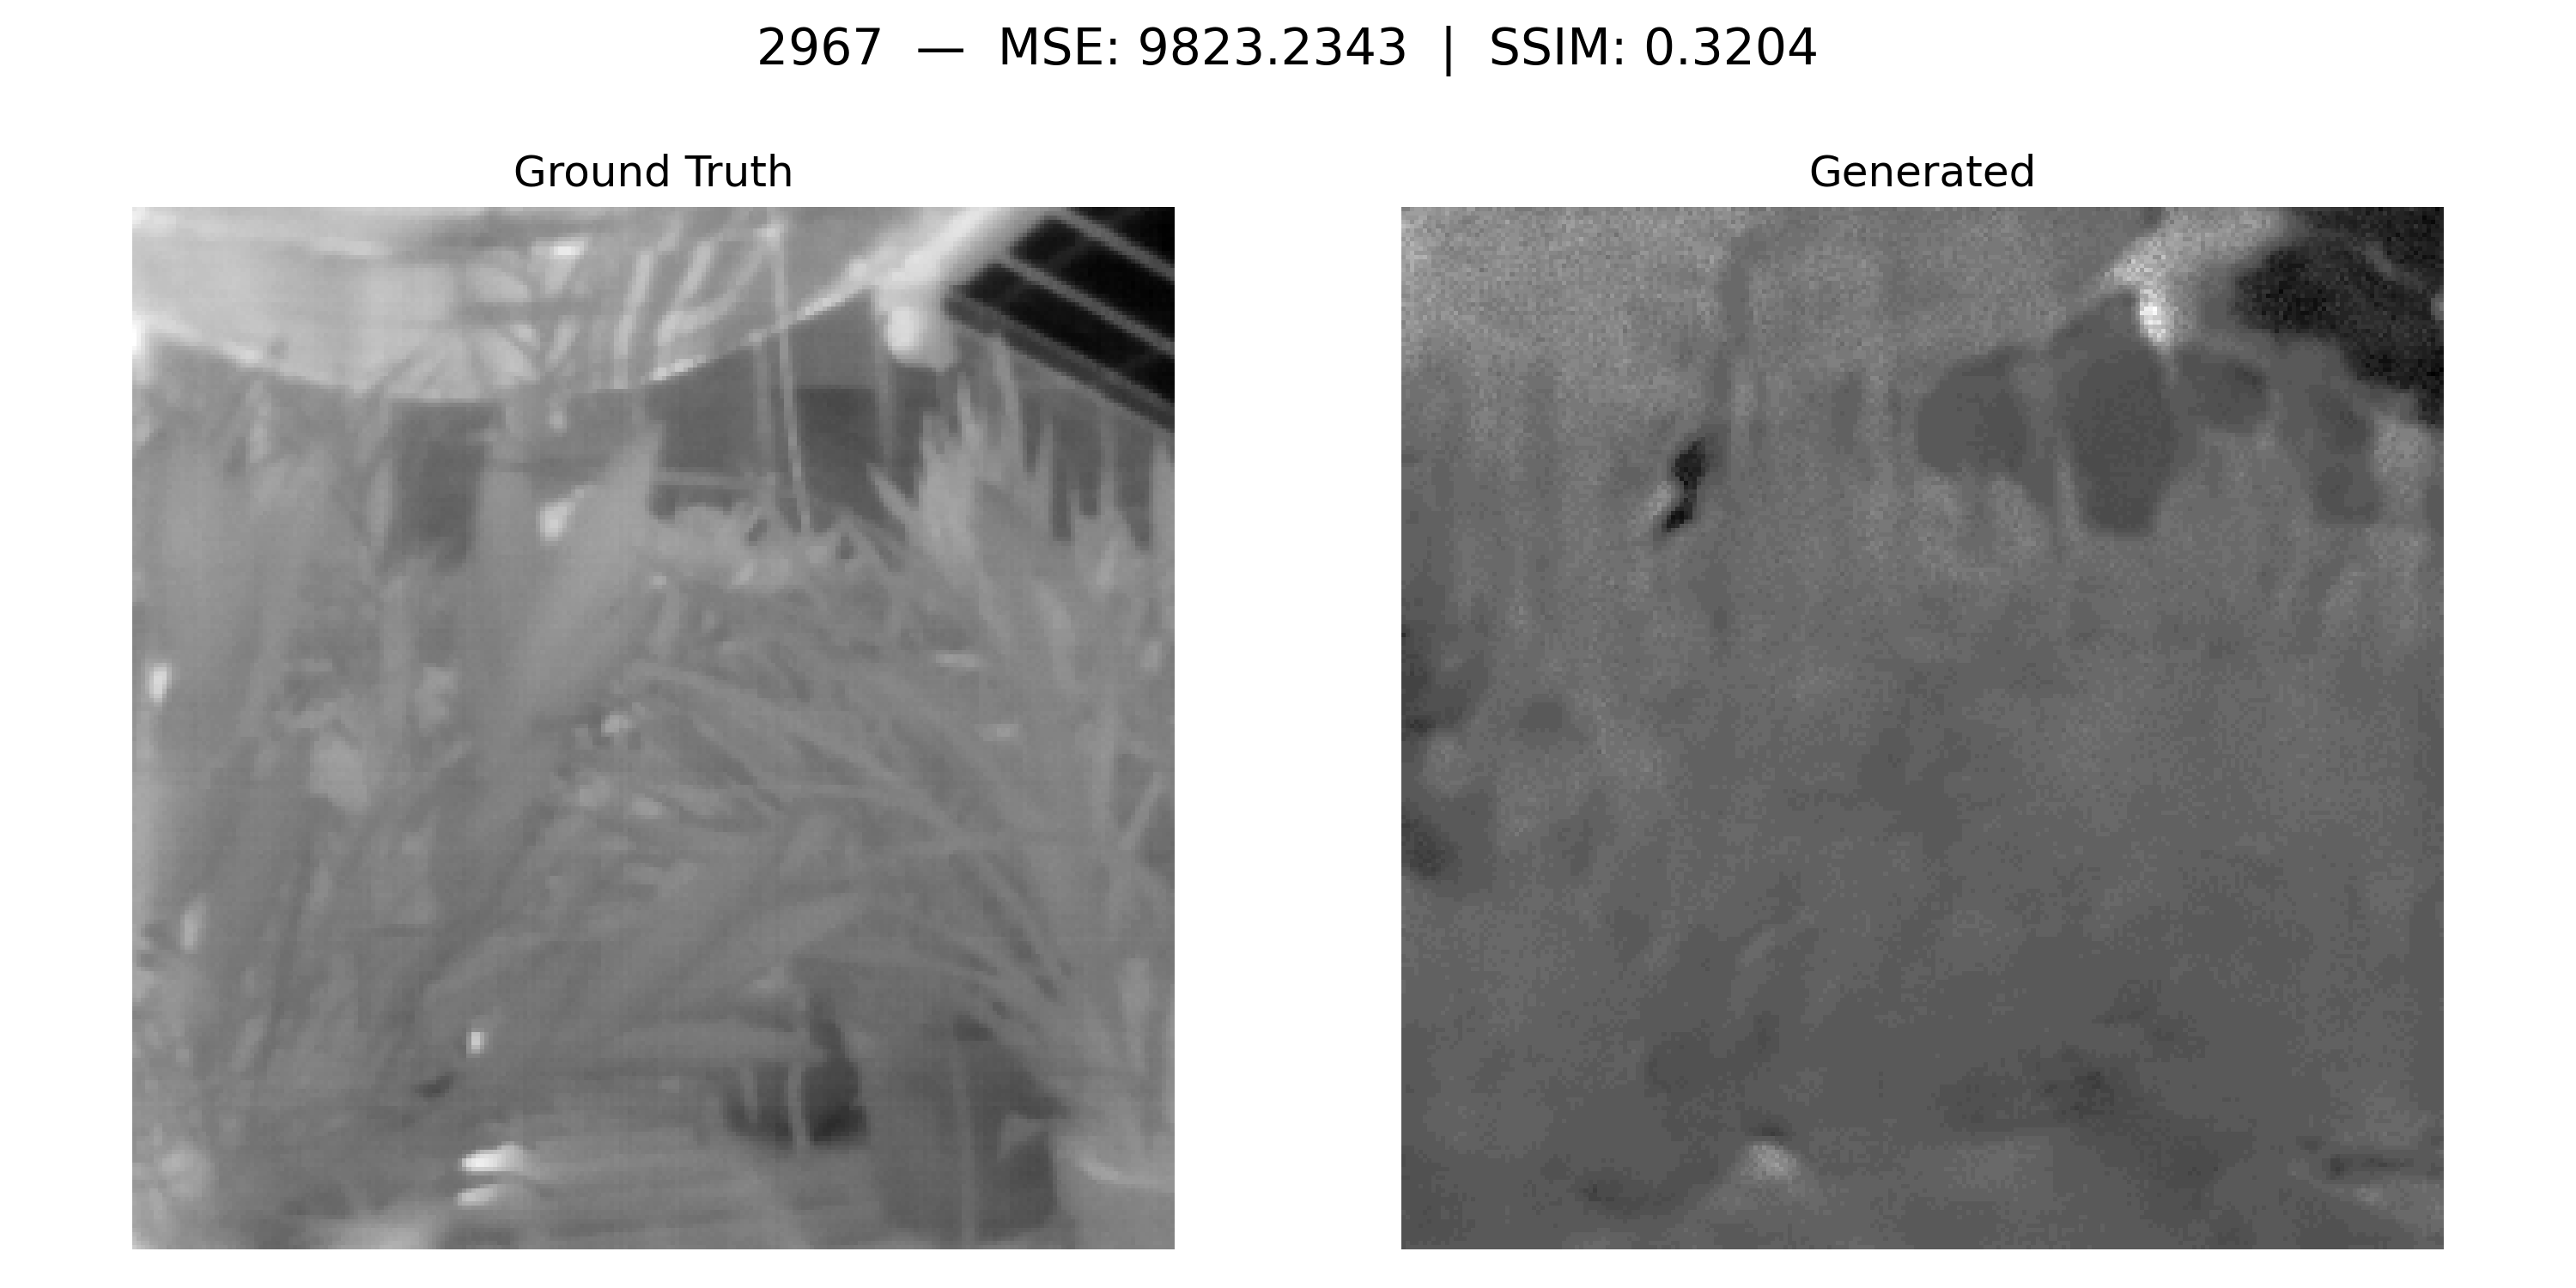 2967 — MSE: 9823.2343 | SSIM: 0.3204
Ground Truth
Generated